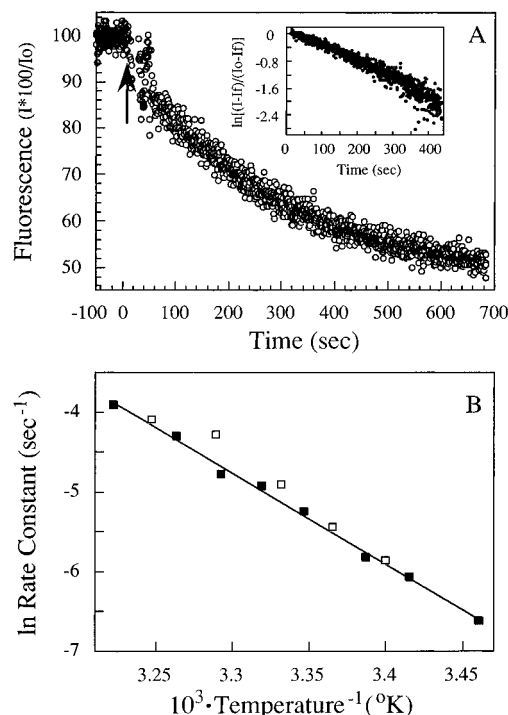 A
Fluorescence (I*100/Io)
100
90
80
70
60
50
-100 0 100 200 300 400 500 600 700
Time (sec)
ln[(I-If)/(Io-If)]
0
-0.8
-1.6
-2.4
0 100 200 300 400
Time (sec)
B
ln Rate Constant (sec⁻¹)
-4
-5
-6
-7
3.25 3.3 3.35 3.4 3.45
10³·Temperature⁻¹(°K)